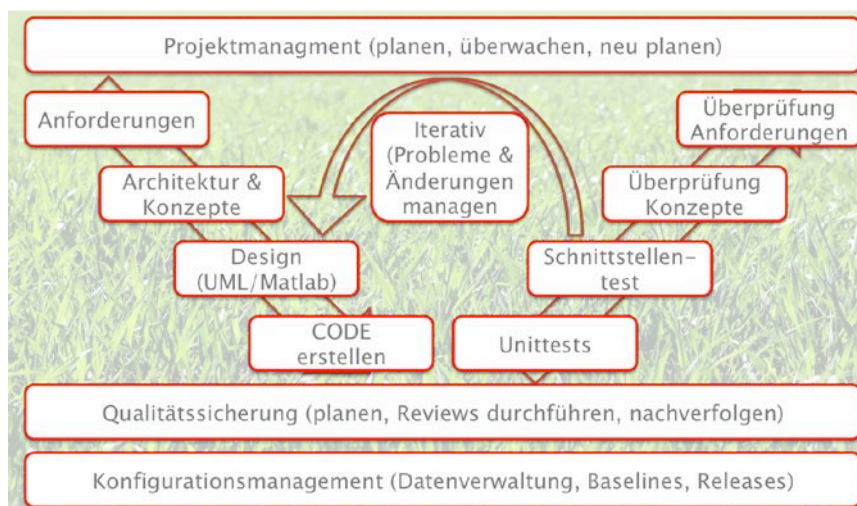 Projektmanagment (planen, überwachen, neu planen)
Anforderungen
Architektur &
Konzepte
Design
(UML/Matlab)
CODE
erstellen
Iterativ
(Probleme &
Änderungen
managen
Überprüfung
Anforderungen
Überprüfung
Konzepte
Schnittstellen-
test
Unittests
Qualitätssicherung (planen, Reviews durchführen, nachverfolgen)
Konfigurationsmanagement (Datenverwaltung, Baselines, Releases)